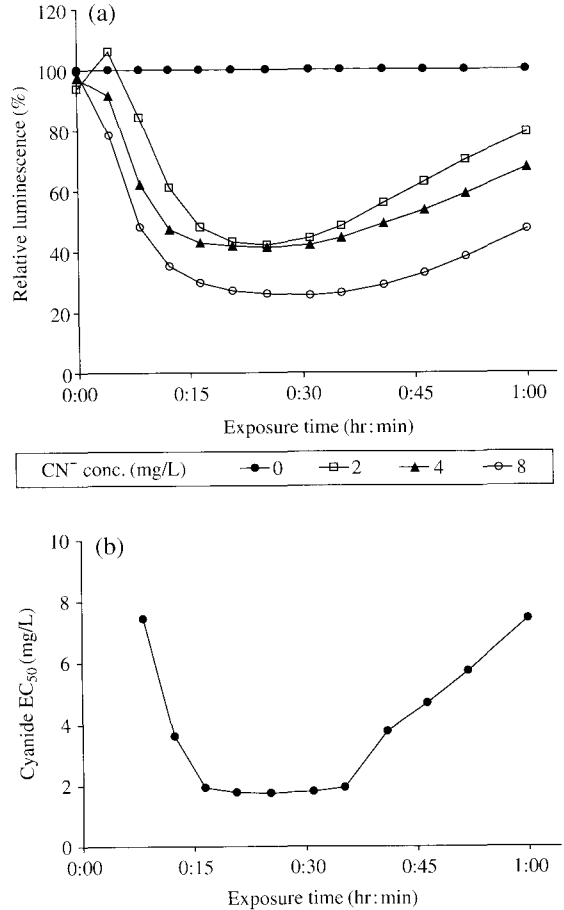 (a)
120
100
80
60
40
20
0
Relative luminescence (%)
0:00 0:15 0:30 0:45 1:00
Exposure time (hr:min)
CN⁻ conc. (mg/L) 0 2 4 8
(b)
10
8
6
4
2
0
Cyanide EC₅₀ (mg/L)
0:00 0:15 0:30 0:45 1:00
Exposure time (hr:min)